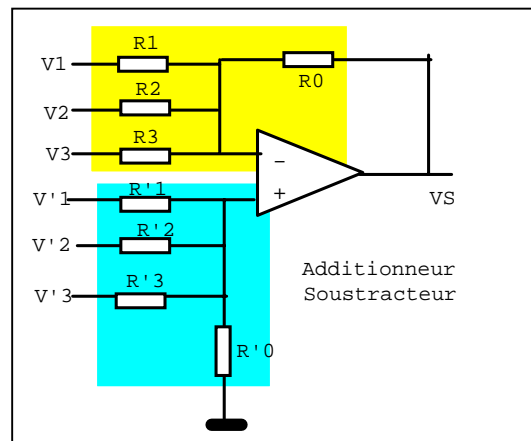 R1
V1
R0
R2
V2
R3
V3
−
V'1
R'1
+
VS
R'2
V'2
Additionneur
Soustracteur
R'3
V'3
R'0